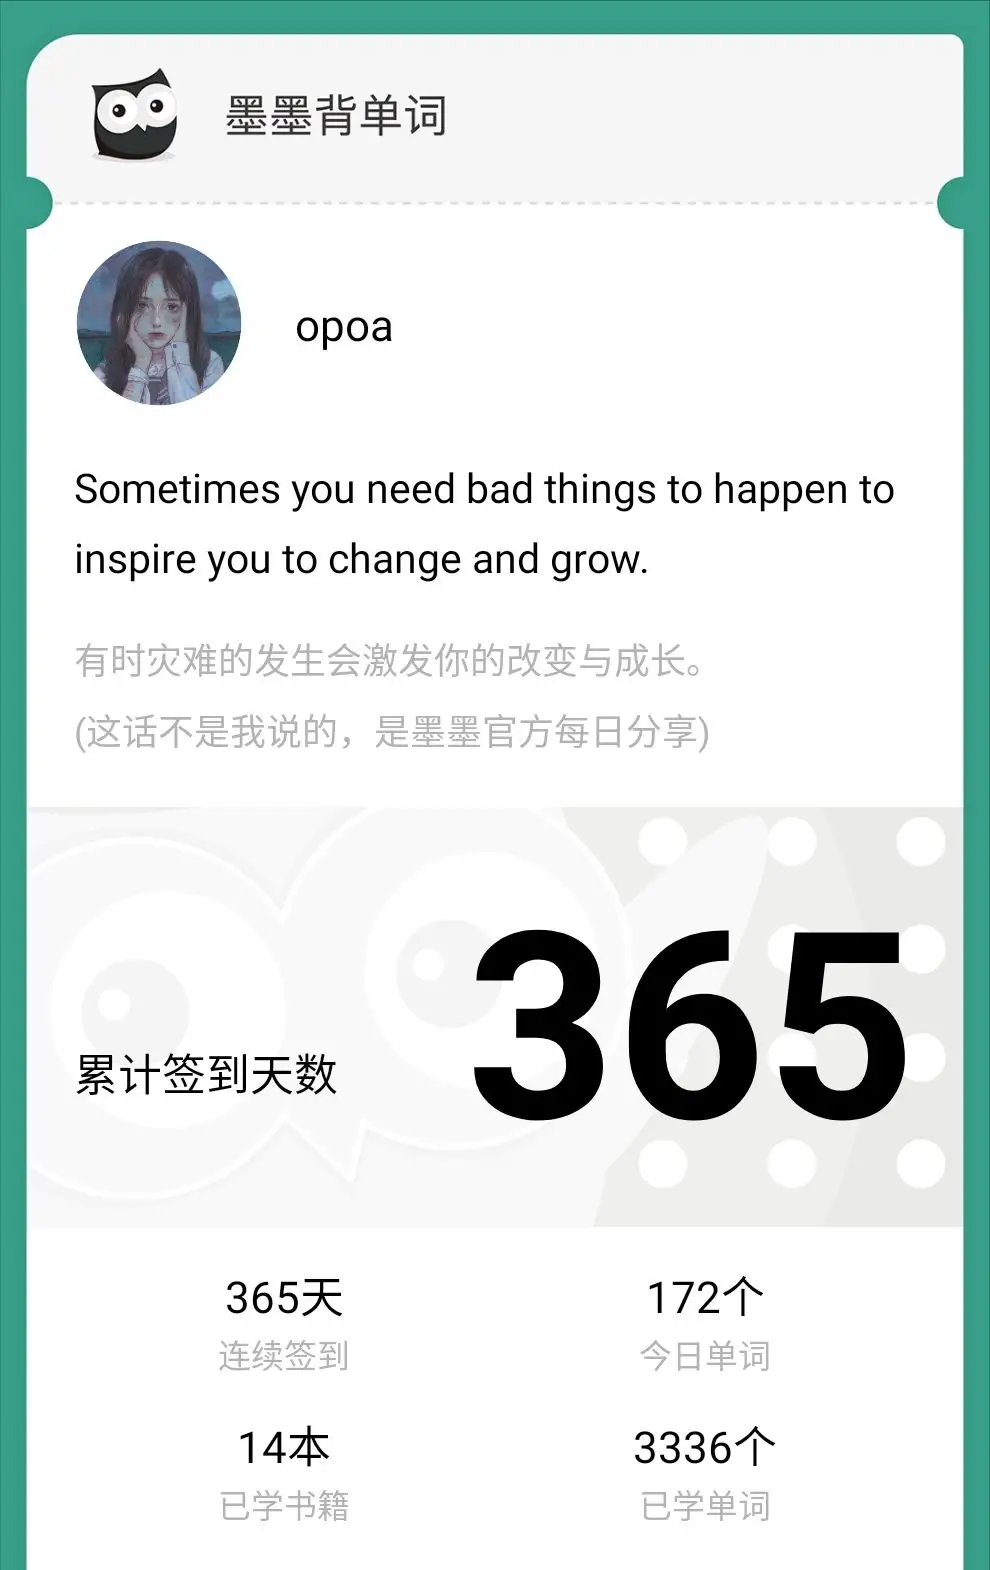 墨墨背单词
opoa
Sometimes you need bad things to happen to
inspire you to change and grow.
有时灾难的发生会激发你的改变与成长。
(这话不是我说的，是墨墨官方每日分享)
累计签到天数
365
365天
172个
连续签到
今日单词
14本
3336个
已学书籍
已学单词